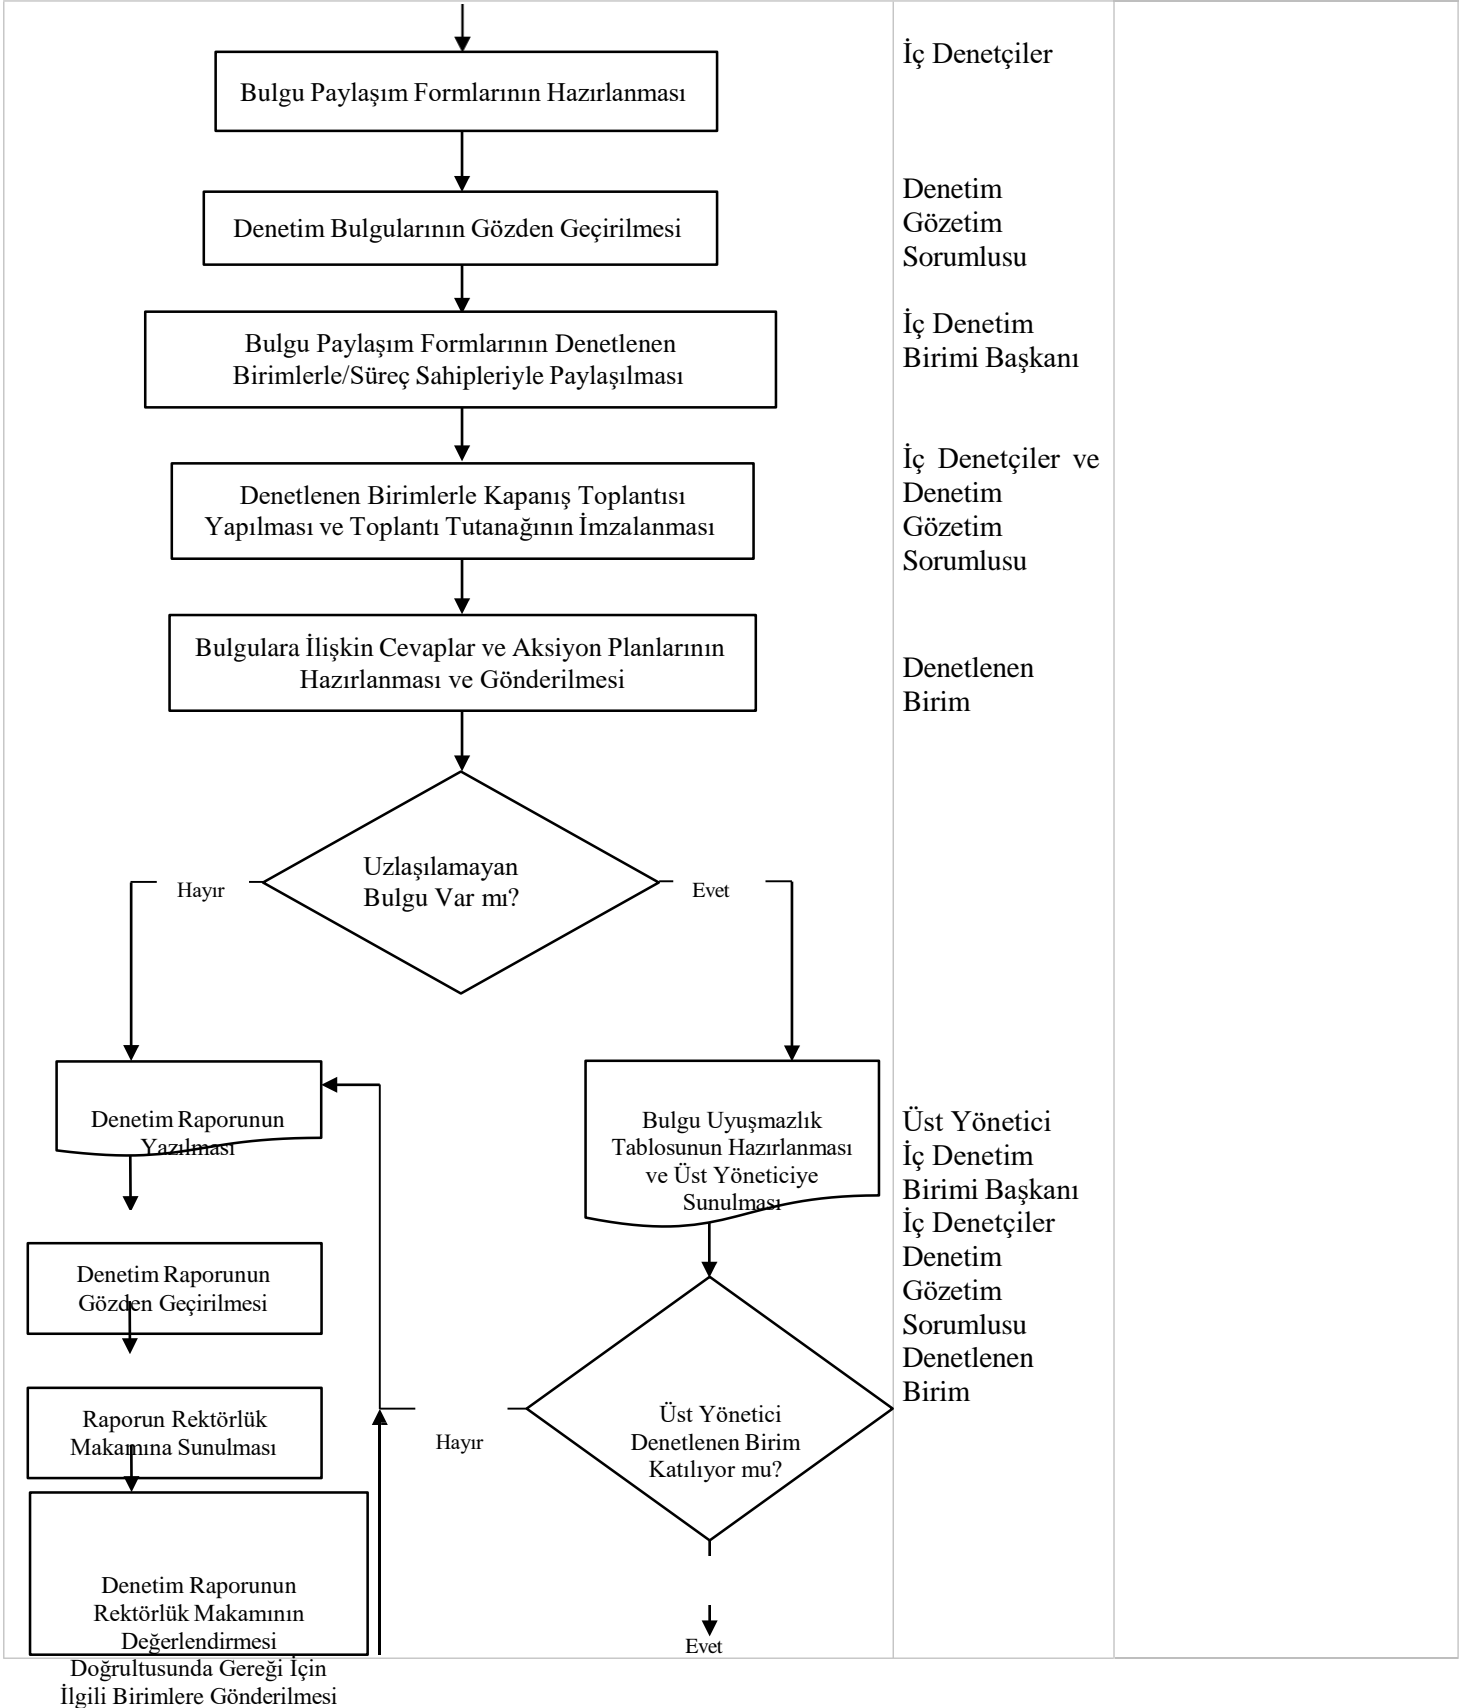 İç Denetçiler
Bulgu Paylaşım Formlarının Hazırlanması
Denetim
Gözetim
Sorumlusu
Denetim Bulgularının Gözden Geçirilmesi
İç Denetim
Birimi Başkanı
Bulgu Paylaşım Formlarının Denetlenen
Birimlerle/Süreç Sahipleriyle Paylaşılması
İç Denetçiler ve
Denetim
Gözetim
Sorumlusu
Denetlenen Birimlerle Kapanış Toplantısı
Yapılması ve Toplantı Tutanağının İmzalanması
Bulgulara İlişkin Cevaplar ve Aksiyon Planlarının
Hazırlanması ve Gönderilmesi
Denetlenen
Birim
Uzlaşılamayan
Bulgu Var mı?
Hayır
Evet
Denetim Raporunun
Yazılması
Bulgu Uyuşmazlık
Tablosunun Hazırlanması
ve Üst Yöneticiye
Sunulması
Üst Yönetici
İç Denetim
Birimi Başkanı
İç Denetçiler
Denetim
Gözetim
Sorumlusu
Denetlenen
Birim
Denetim Raporunun
Gözden Geçirilmesi
Raporun Rektörlük
Makamına Sunulması
Hayır
Üst Yönetici
Denetlenen Birim
Katılıyor mu?
Evet
Denetim Raporunun
Rektörlük Makamının
Değerlendirmesi
Doğrultusunda Gereği İçin
İlgili Birimlere Gönderilmesi